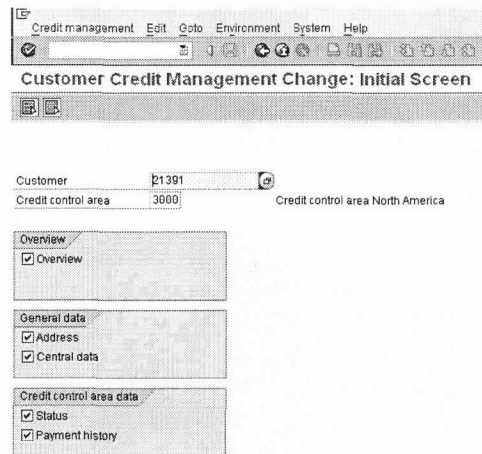 Credit management Edit Goto Environment System Help
Customer Credit Management Change: Initial Screen
Customer 21391
Credit control area 3000 Credit control area North America
Overview
Overview
General data
Address
Central data
Credit control area data
Status
Payment history